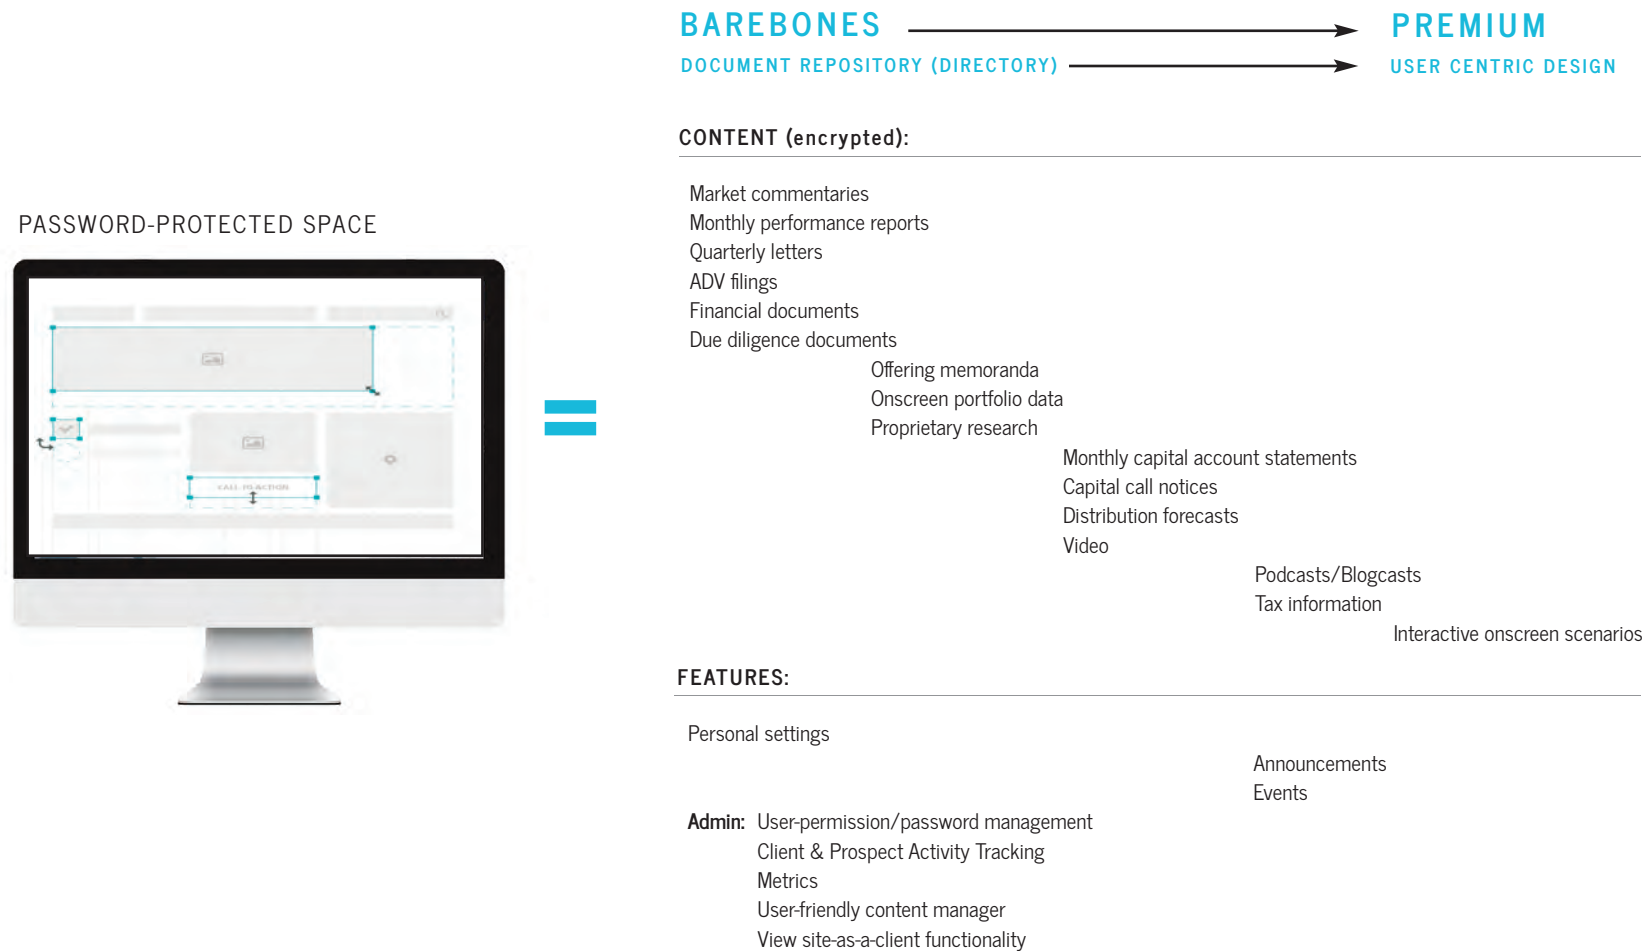 BAREBONES PREMIUM
DOCUMENT REPOSITORY (DIRECTORY) USER CENTRIC DESIGN
CONTENT (encrypted):
Market commentaries
Monthly performance reports
Quarterly letters
ADV filings
Financial documents
Due diligence documents
Offering memoranda
Onscreen portfolio data
Proprietary research
Monthly capital account statements
Capital call notices
Distribution forecasts
Video
Podcasts/Blogcasts
Tax information
Interactive onscreen scenarios
PASSWORD-PROTECTED SPACE
CALL-TO-ACTION
FEATURES:
Personal settings
Announcements
Events
Admin: User-permission/password management
Client & Prospect Activity Tracking
Metrics
User-friendly content manager
View site-as-a-client functionality